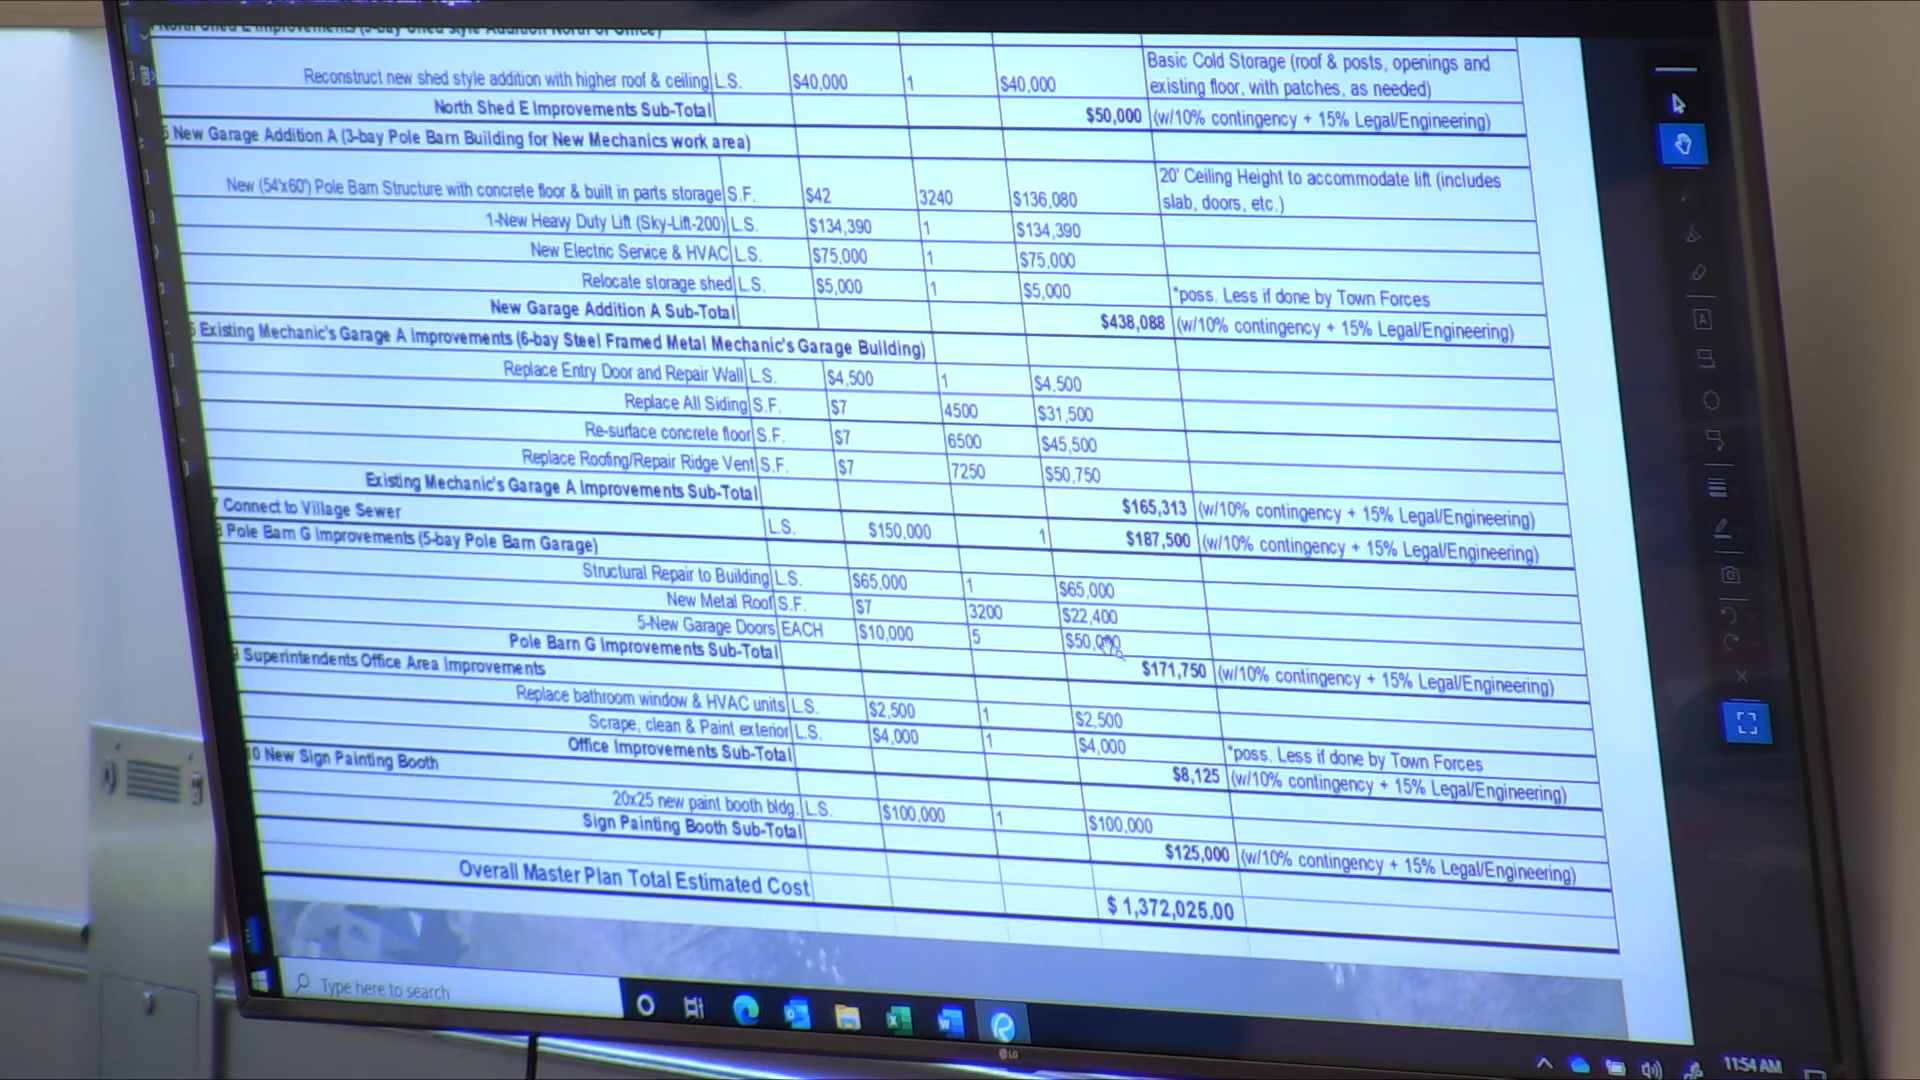 North Shed E Improvements (3-bay Shed style Addition North of Office)
Reconstruct new shed style addition with higher roof & ceiling L.S. $40,000 1 $40,000 Basic Cold Storage (roof & posts, openings and existing floor, with patches, as needed)
North Shed E Improvements Sub-Total $50,000 (w/10% contingency + 15% Legal/Engineering)
5 New Garage Addition A (3-bay Pole Barn Building for New Mechanics work area)
New (54'x60') Pole Barn Structure with concrete floor & built in parts storage S.F. $42 3240 $136,080 20' Ceiling Height to accommodate lift (includes slab, doors, etc.)
1-New Heavy Duty Lift (Sky-Lift-200) L.S. $134,390 1 $134,390
New Electric Service & HVAC L.S. $75,000 1 $75,000
Relocate storage shed L.S. $5,000 1 $5,000 *poss. Less if done by Town Forces
New Garage Addition A Sub-Total $438,088 (w/10% contingency + 15% Legal/Engineering)
6 Existing Mechanic's Garage A Improvements (6-bay Steel Framed Metal Mechanic's Garage Building)
Replace Entry Door and Repair Wall L.S. $4,500 1 $4,500
Replace All Siding S.F. $7 4500 $31,500
Re-surface concrete floor S.F. $7 6500 $45,500
Replace Roofing/Repair Ridge Vent S.F. $7 7250 $50,750
Existing Mechanic's Garage A Improvements Sub-Total $165,313 (w/10% contingency + 15% Legal/Engineering)
7 Connect to Village Sewer L.S. $150,000 1 $187,500 (w/10% contingency + 15% Legal/Engineering)
8 Pole Barn G Improvements (5-bay Pole Barn Garage)
Structural Repair to Building L.S. $65,000 1 $65,000
New Metal Roof S.F. $7 3200 $22,400
5-New Garage Doors EACH $10,000 5 $50,000
Pole Barn G Improvements Sub-Total $171,750 (w/10% contingency + 15% Legal/Engineering)
9 Superintendents Office Area Improvements
Replace bathroom window & HVAC units L.S. $2,500 1 $2,500
Scrape, clean & Paint exterior L.S. $4,000 1 $4,000 *poss. Less if done by Town Forces
Office Improvements Sub-Total $8,125 (w/10% contingency + 15% Legal/Engineering)
10 New Sign Painting Booth
20x25 new paint booth bldg. L.S. $100,000 1 $100,000
Sign Painting Booth Sub-Total $125,000 (w/10% contingency + 15% Legal/Engineering)
Overall Master Plan Total Estimated Cost $ 1,372,025.00
Type here to search
LG
11:54 AM